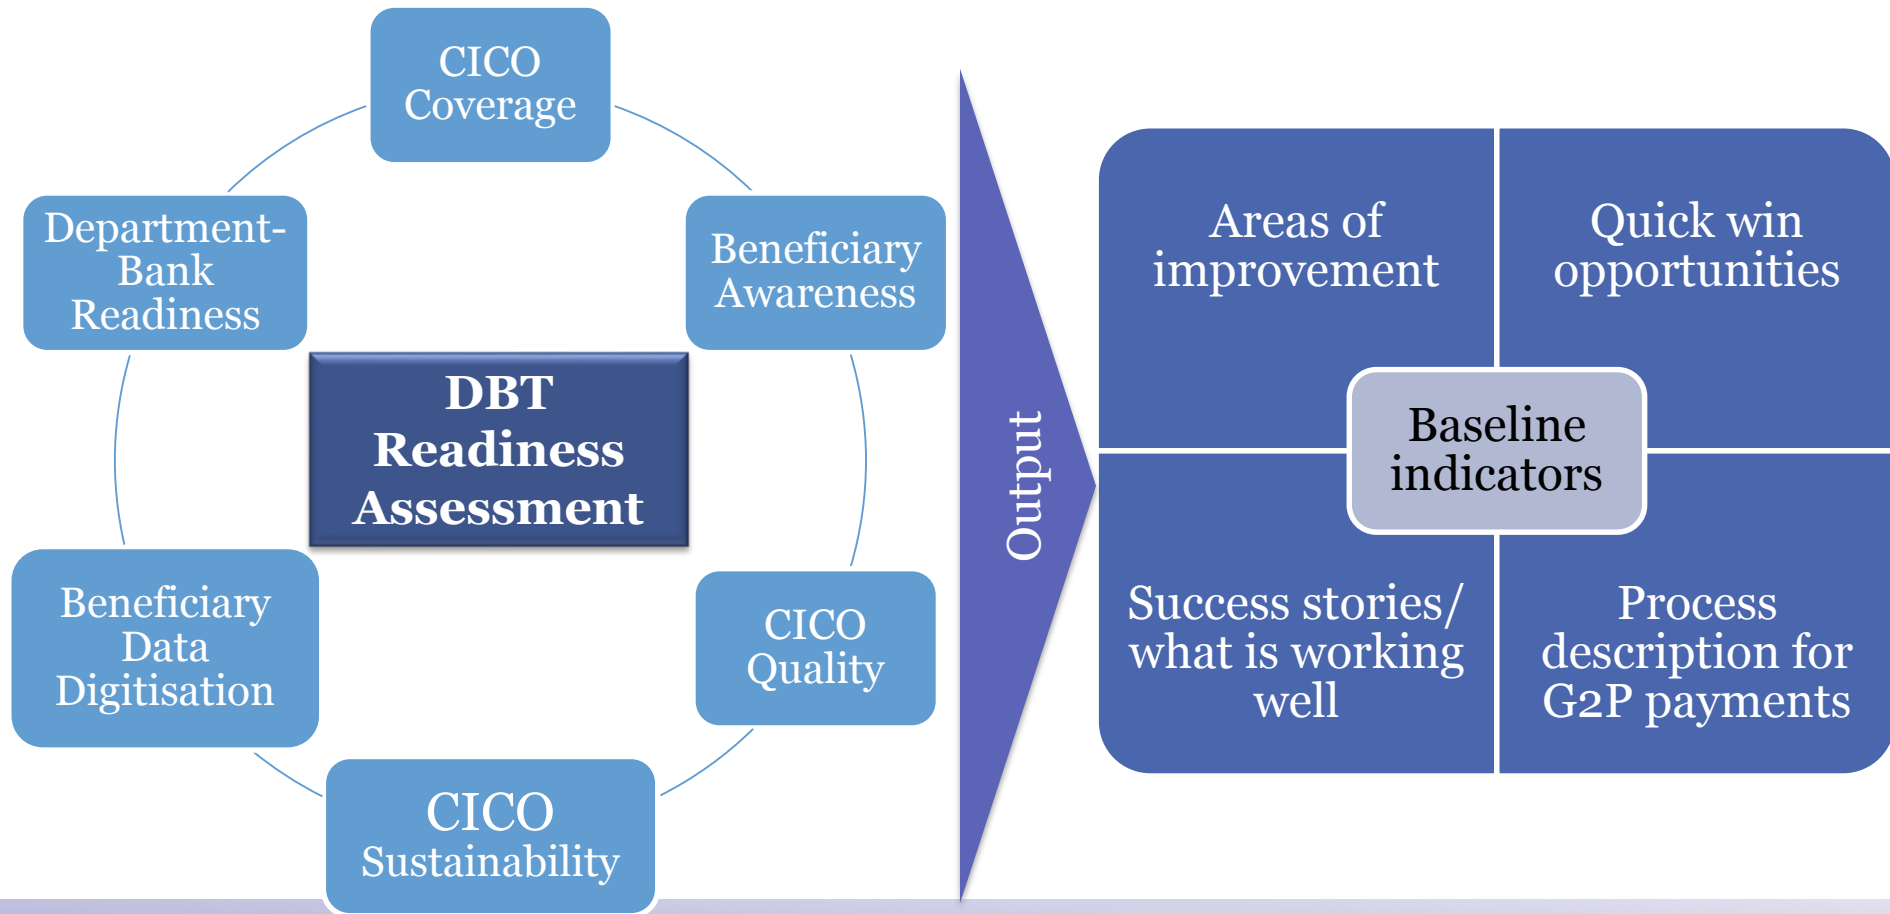 CICO
Coverage
Beneficiary
Awareness
CICO
Quality
CICO
Sustainability
Beneficiary
Data
Digitisation
Department-
Bank
Readiness
DBT
Readiness
Assessment
Output
Areas of
improvement
Quick win
opportunities
Baseline
indicators
Success stories/
what is working
well
Process
description for
G2P payments